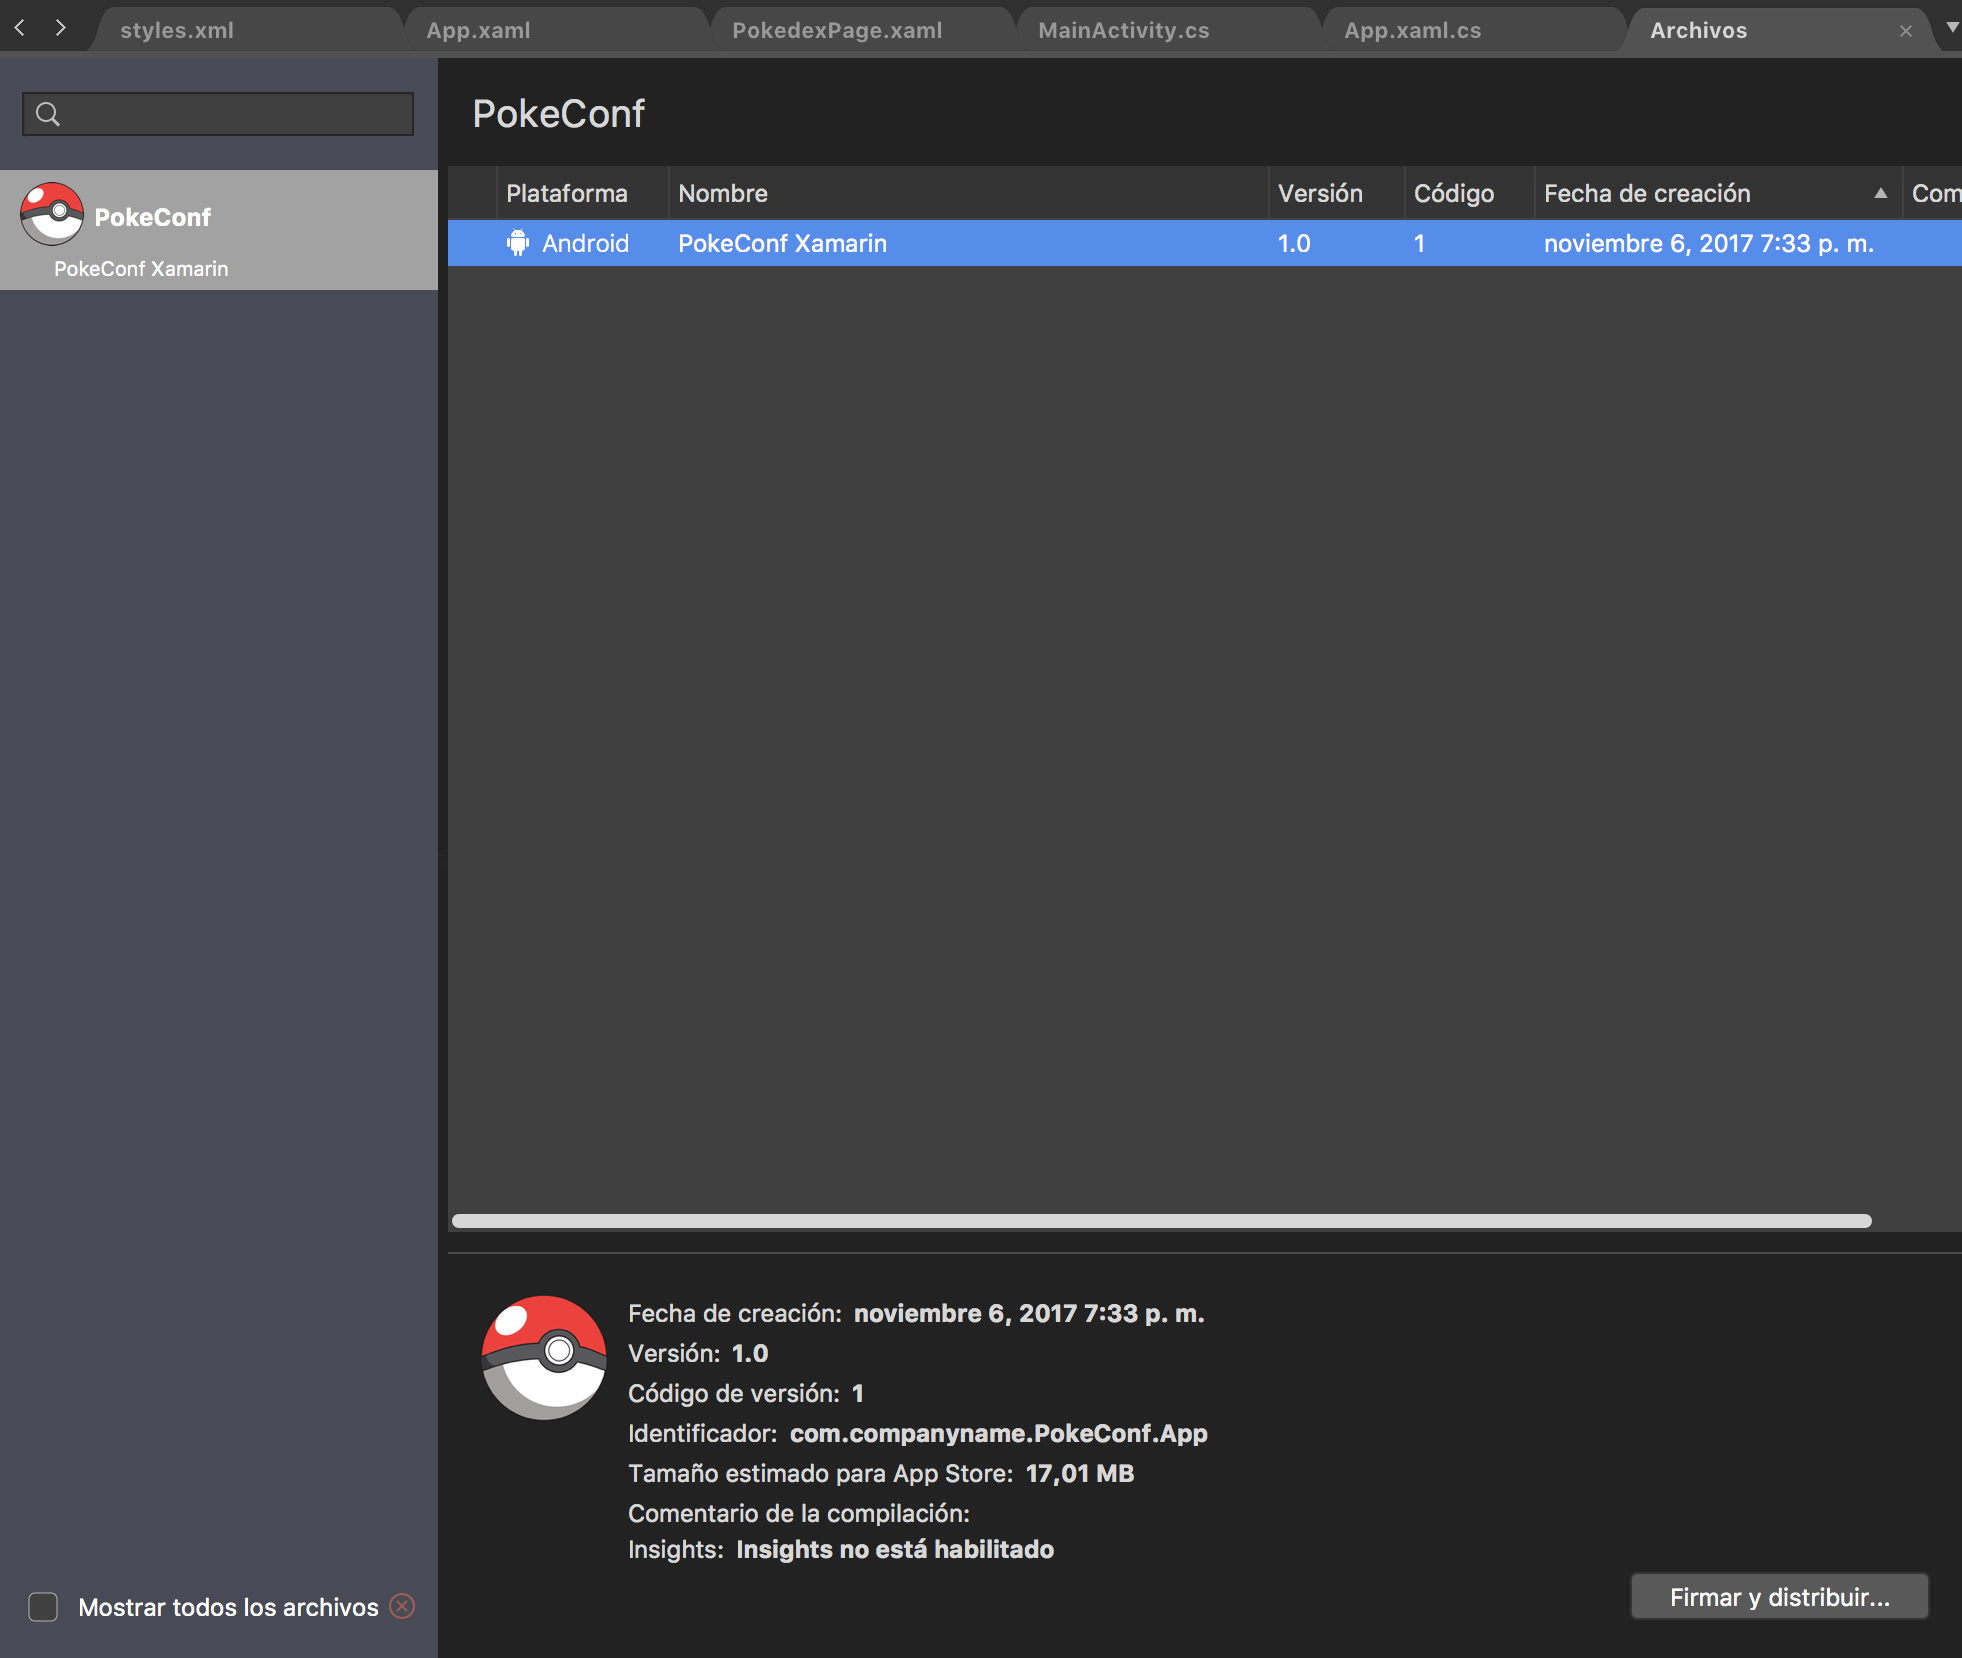 styles.xml App.xaml PokedexPage.xaml MainActivity.cs App.xaml.cs Archivos
PokeConf
PokeConf Xamarin
PokeConf
Plataforma Nombre Versión Código Fecha de creación Com
Android PokeConf Xamarin 1.0 1 noviembre 6, 2017 7:33 p. m.
Fecha de creación: noviembre 6, 2017 7:33 p. m.
Versión: 1.0
Código de versión: 1
Identificador: com.companyname.PokeConf.App
Tamaño estimado para App Store: 17,01 MB
Comentario de la compilación:
Insights: Insights no está habilitado
Mostrar todos los archivos
Firmar y distribuir...